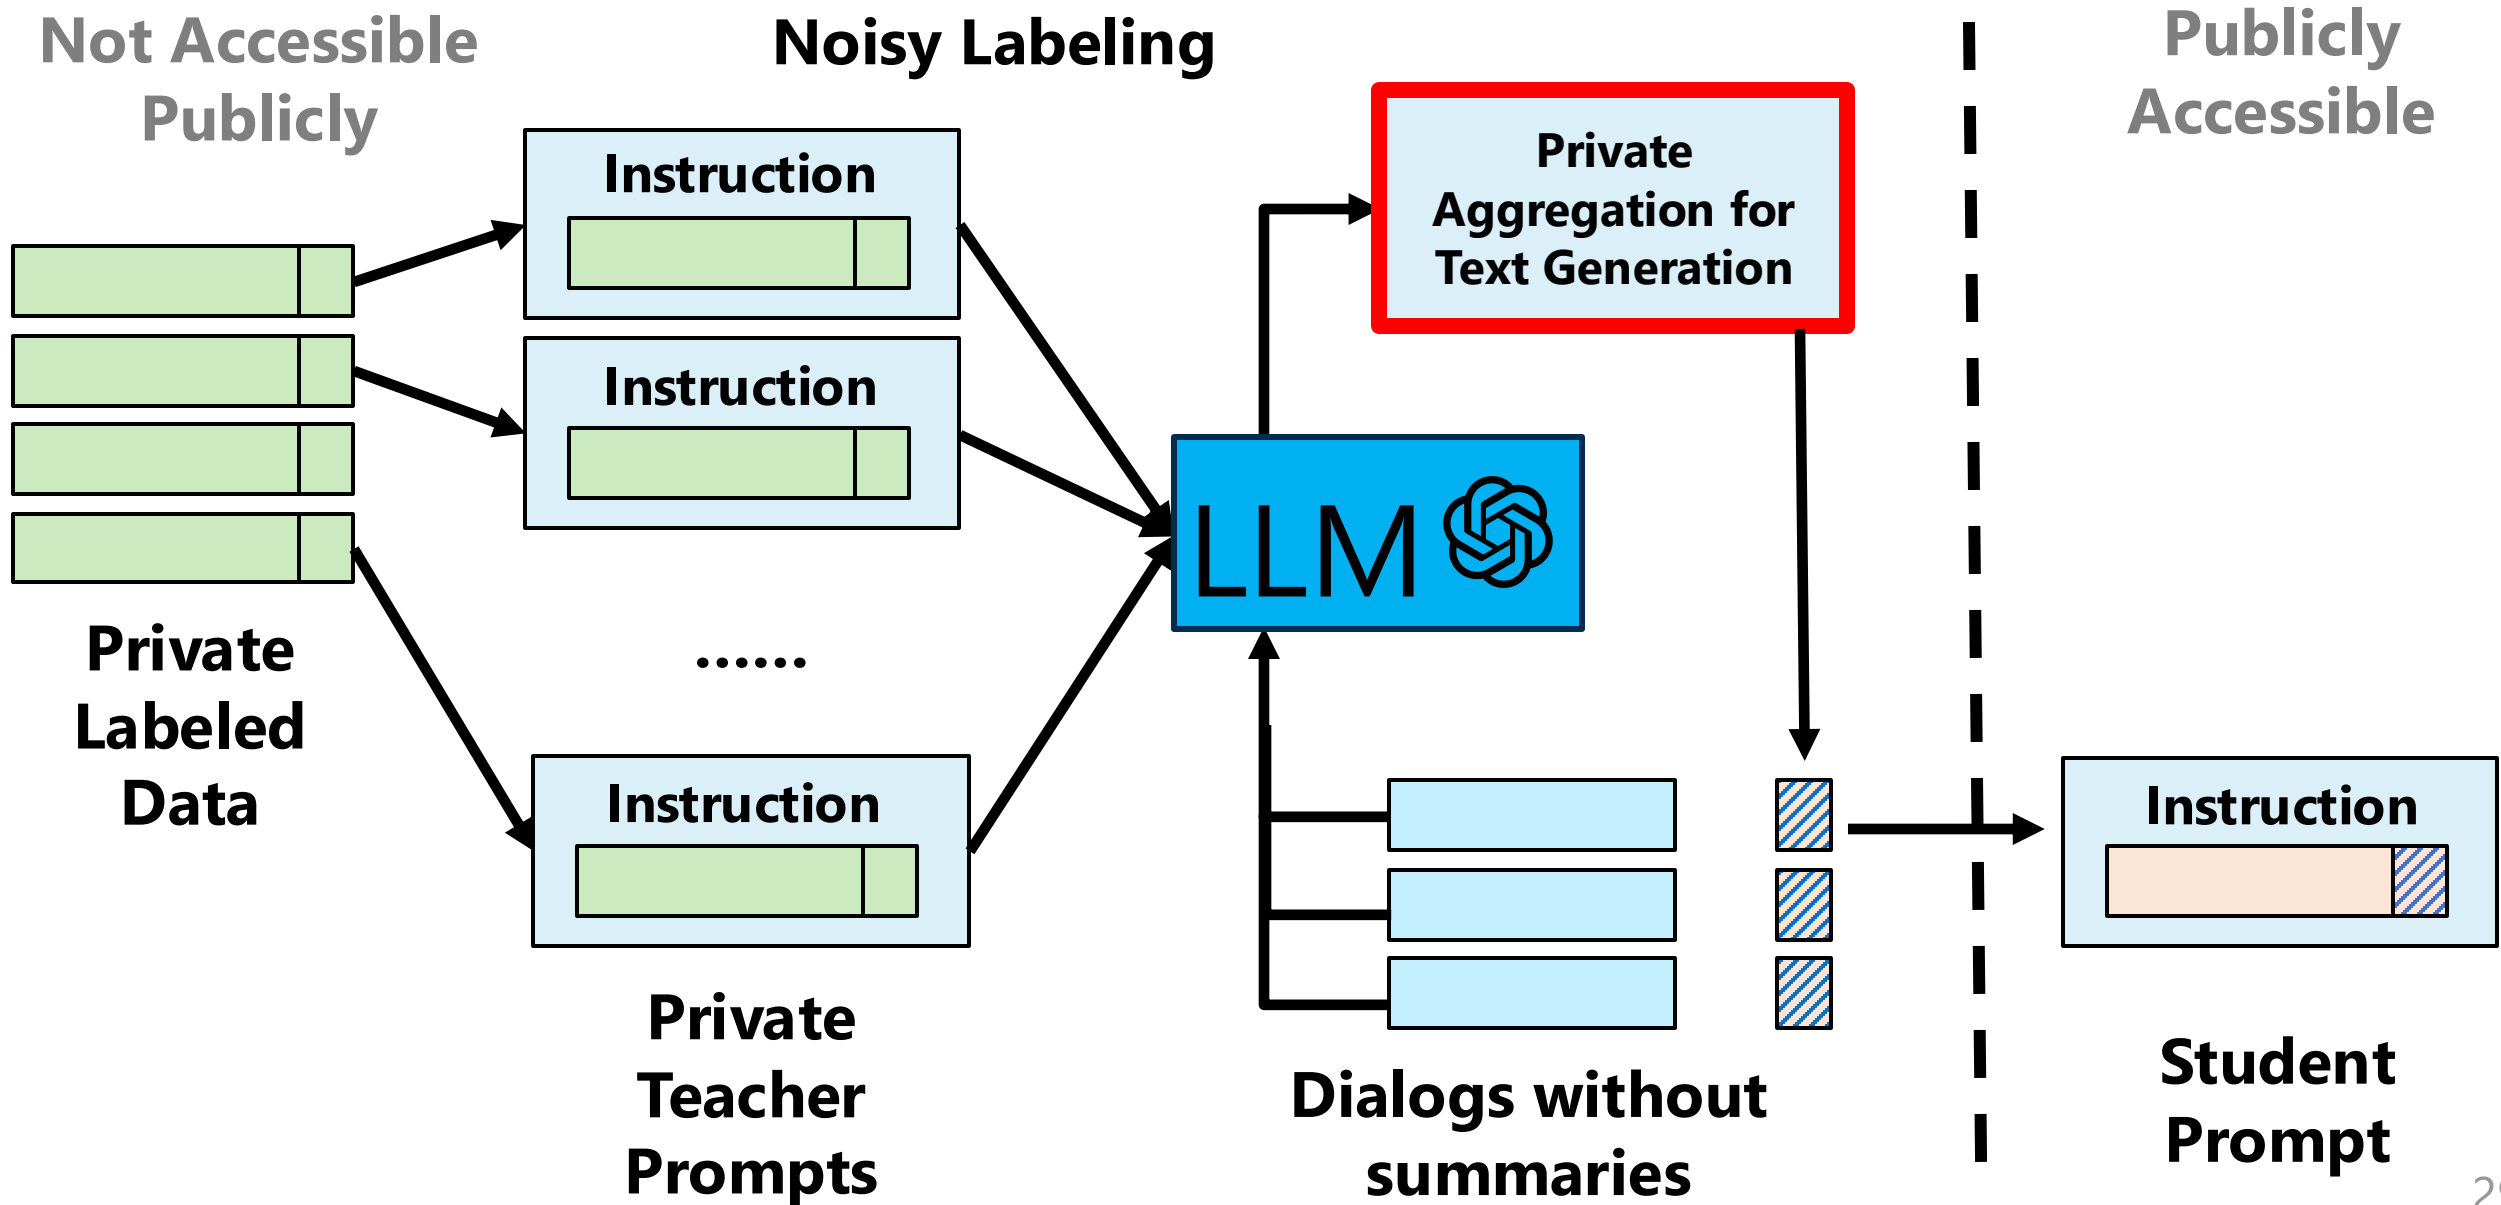 Not Accessible
Publicly
Noisy Labeling
Publicly
Accessible
Instruction
Instruction
Private
Aggregation for
Text Generation
LLM
Private
Labeled
Data
......
Instruction
Instruction
Private
Teacher
Prompts
Dialogs without
summaries
Student
Prompt